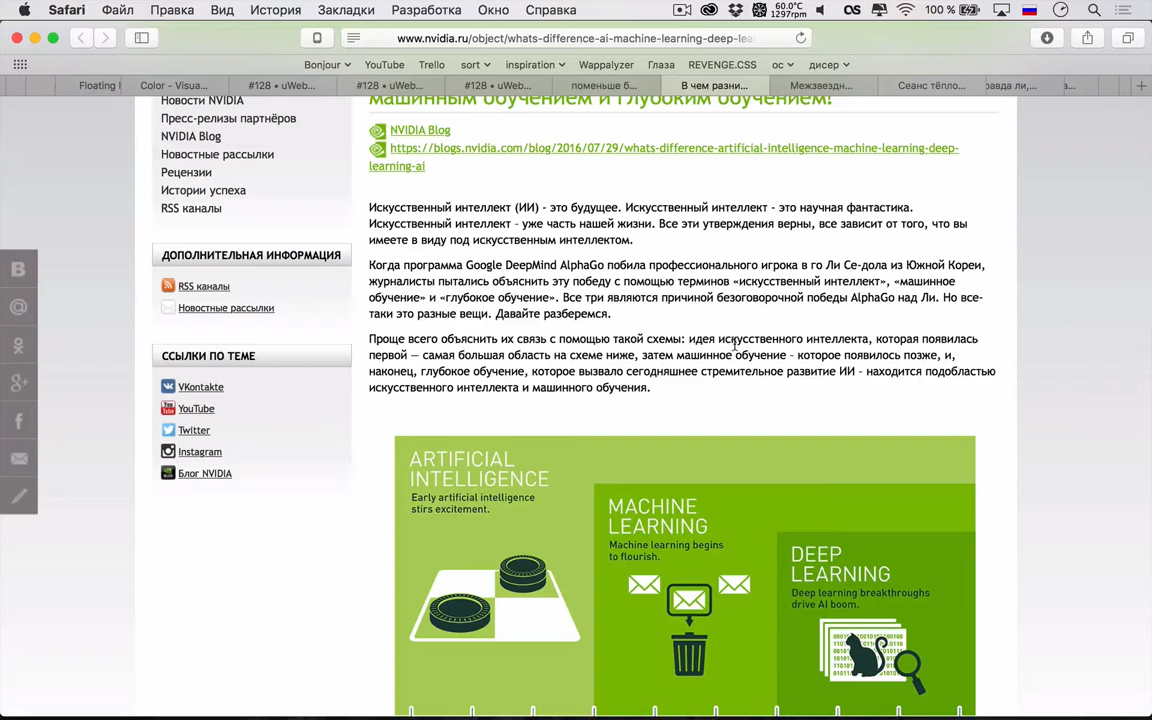 Safari Файл Правка Вид История Закладки Разработка Окно Справка 60.0°C 1297rpm 100 %
www.nvidia.ru/object/whats-difference-ai-machine-learning-deep-lea
Bonjour YouTube Trello sort inspiration Wappalyzer Глаза REVENGE.CSS ос дисер
Floating l Color - Visua... #128 • uWeb... #128 • uWeb... #128 • uWeb... поменьше б... В чем разни... Межзвездн... Сеанс тёпло... равда ли,...
Новости NVIDIA
Пресс-релизы партнёров
NVIDIA Blog
Новостные рассылки
Рецензии
Истории успеха
RSS каналы
ДОПОЛНИТЕЛЬНАЯ ИНФОРМАЦИЯ
RSS каналы
Новостные рассылки
ССЫЛКИ ПО ТЕМЕ
VKontakte
YouTube
Twitter
Instagram
Блог NVIDIA
машинным обучением и глубоким обучением?
NVIDIA Blog
https://blogs.nvidia.com/blog/2016/07/29/whats-difference-artificial-intelligence-machine-learning-deep-
learning-ai
Искусственный интеллект (ИИ) - это будущее. Искусственный интеллект - это научная фантастика.
Искусственный интеллект – уже часть нашей жизни. Все эти утверждения верны, все зависит от того, что вы
имеете в виду под искусственным интеллектом.
Когда программа Google DeepMind AlphaGo побила профессионального игрока в го Ли Се-дола из Южной Кореи,
журналисты пытались объяснить эту победу с помощью терминов «искусственный интеллект», «машинное
обучение» и «глубокое обучение». Все три являются причиной безоговорочной победы AlphaGo над Ли. Но все-
таки это разные вещи. Давайте разберемся.
Проще всего объяснить их связь с помощью такой схемы: идея искусственного интеллекта, которая появилась
первой — самая большая область на схеме ниже, затем машинное обучение – которое появилось позже, и,
наконец, глубокое обучение, которое вызвало сегодняшнее стремительное развитие ИИ – находится подобластью
искусственного интеллекта и машинного обучения.
ARTIFICIAL
INTELLIGENCE
Early artificial intelligence
stirs excitement.
MACHINE
LEARNING
Machine learning begins
to flourish.
DEEP
LEARNING
Deep learning breakthroughs
drive AI boom.